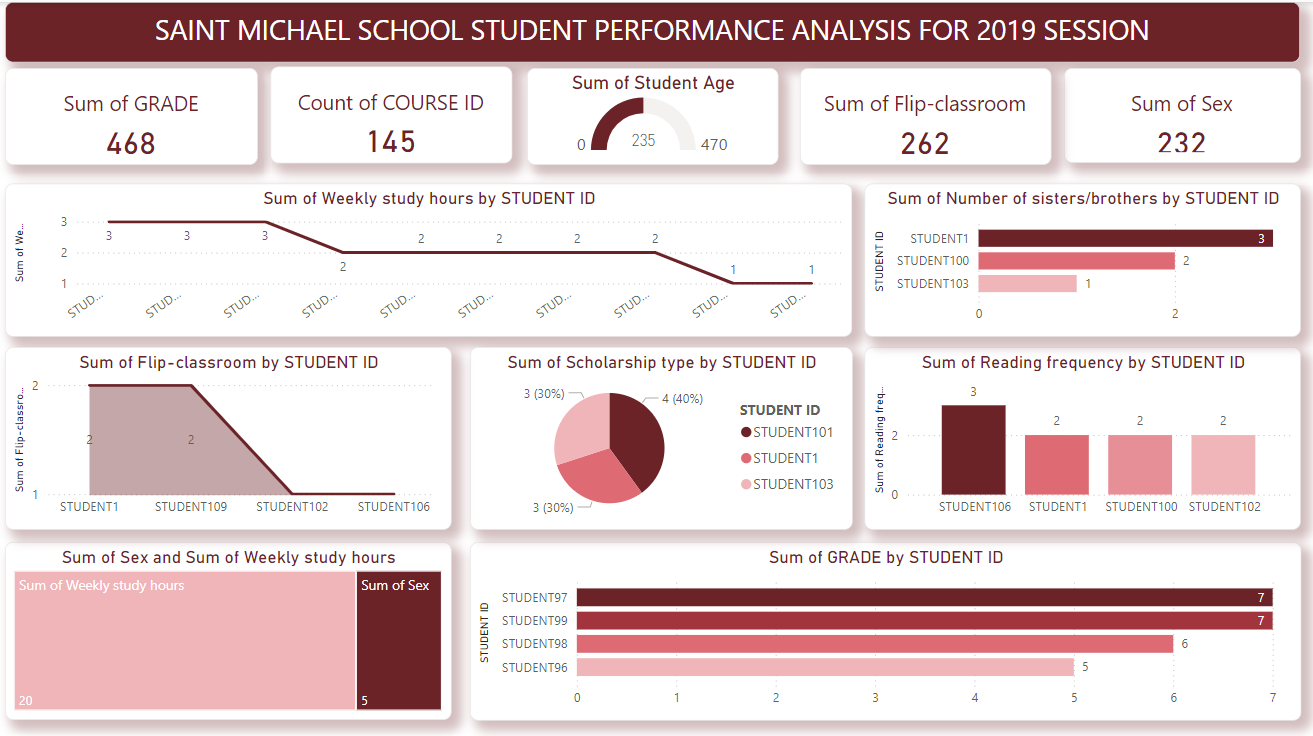 SAINT MICHAEL SCHOOL STUDENT PERFORMANCE ANALYSIS FOR 2019 SESSION
Sum of GRADE
468
Count of COURSE ID
145
Sum of Student Age
0
235
470
Sum of Flip-classroom
262
Sum of Sex
232
Sum of Weekly study hours by STUDENT ID
Sum of We...
3
2
1
3
3
3
2
2
2
2
2
1
1
STUD...
STUD...
STUD...
STUD...
STUD...
STUD...
STUD...
STUD...
STUD...
STUD...
Sum of Number of sisters/brothers by STUDENT ID
STUDENT ID
STUDENT1
3
STUDENT100
2
STUDENT103
1
0
2
Sum of Flip-classroom by STUDENT ID
Sum of Flip-classro...
2
1
2
2
STUDENT1
STUDENT109
STUDENT102
STUDENT106
Sum of Scholarship type by STUDENT ID
3 (30%)
4 (40%)
3 (30%)
STUDENT ID
STUDENT101
STUDENT1
STUDENT103
Sum of Reading frequency by STUDENT ID
Sum of Reading freq...
2
0
3
2
2
2
STUDENT106
STUDENT1
STUDENT100
STUDENT102
Sum of Sex and Sum of Weekly study hours
Sum of Weekly study hours
20
Sum of Sex
5
Sum of GRADE by STUDENT ID
STUDENT ID
STUDENT97
7
STUDENT99
7
STUDENT98
6
STUDENT96
5
0
1
2
3
4
5
6
7